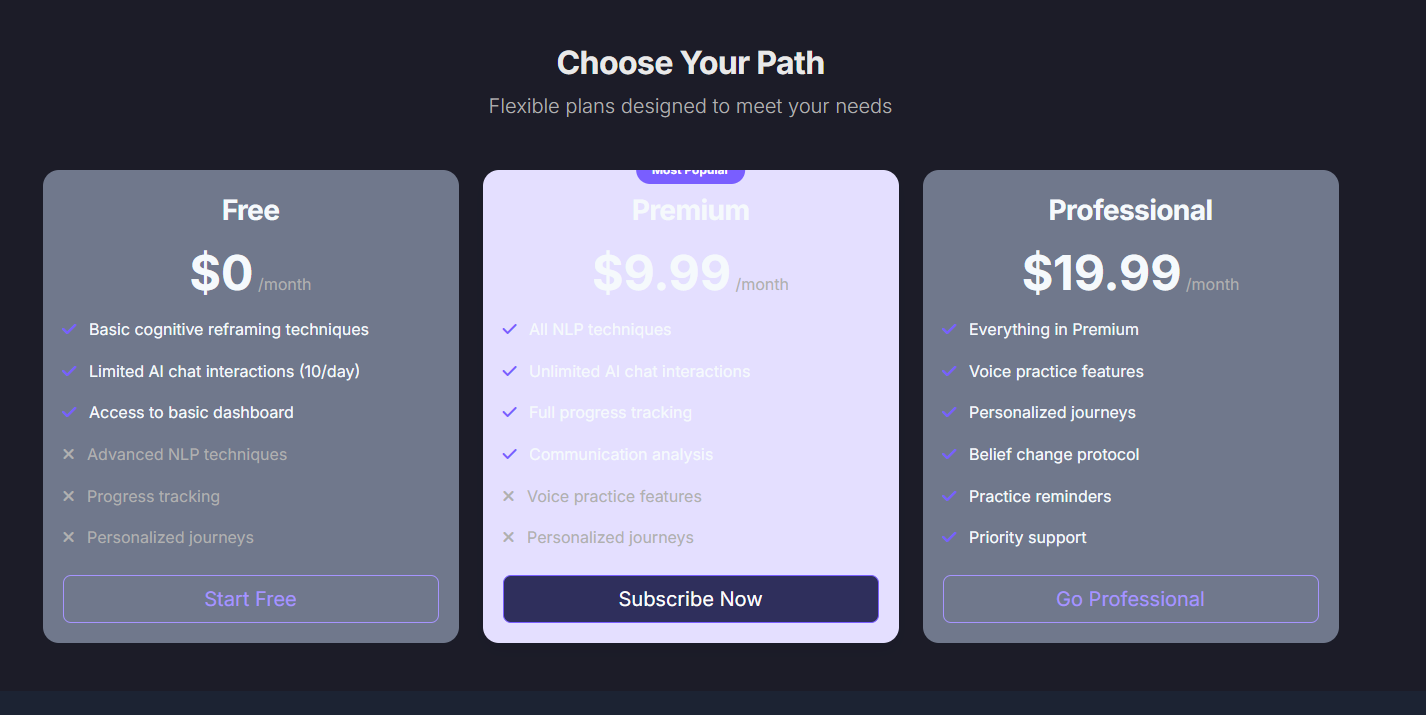 Choose Your Path
Flexible plans designed to meet your needs
Free
$0 /month
Basic cognitive reframing techniques
Limited AI chat interactions (10/day)
Access to basic dashboard
Advanced NLP techniques
Progress tracking
Personalized journeys
Start Free
Most Popular
Premium
$9.99 /month
All NLP techniques
Unlimited AI chat interactions
Full progress tracking
Communication analysis
Voice practice features
Personalized journeys
Subscribe Now
Professional
$19.99 /month
Everything in Premium
Voice practice features
Personalized journeys
Belief change protocol
Practice reminders
Priority support
Go Professional